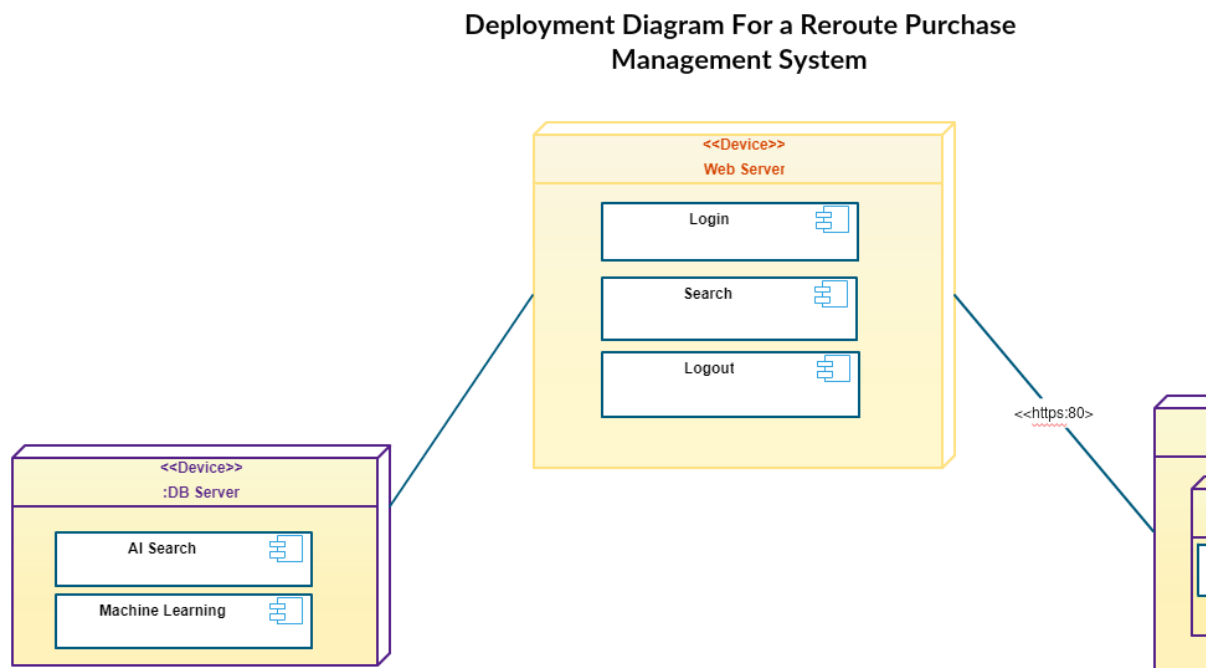 Deployment Diagram For a Reroute Purchase
Management System
<<Device>>
Web Server
Login
Search
Logout
<<https:80>
<<Device>>
:DB Server
AI Search
Machine Learning